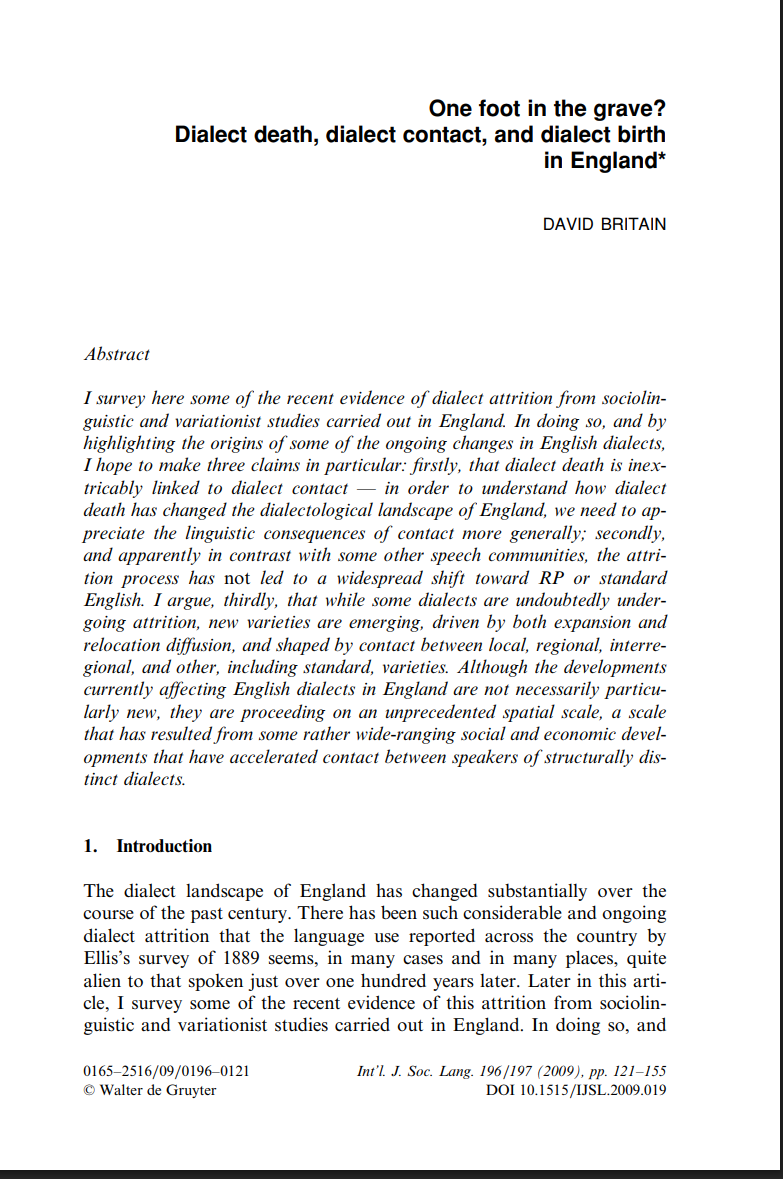 One foot in the grave?
Dialect death, dialect contact, and dialect birth
in England*
DAVID BRITAIN
Abstract
I survey here some of the recent evidence of dialect attrition from sociolin-
guistic and variationist studies carried out in England. In doing so, and by
highlighting the origins of some of the ongoing changes in English dialects,
I hope to make three claims in particular: firstly, that dialect death is inex-
tricably linked to dialect contact — in order to understand how dialect
death has changed the dialectological landscape of England, we need to ap-
preciate the linguistic consequences of contact more generally; secondly,
and apparently in contrast with some other speech communities, the attri-
tion process has not led to a widespread shift toward RP or standard
English. I argue, thirdly, that while some dialects are undoubtedly under-
going attrition, new varieties are emerging, driven by both expansion and
relocation diffusion, and shaped by contact between local, regional, interre-
gional, and other, including standard, varieties. Although the developments
currently affecting English dialects in England are not necessarily particu-
larly new, they are proceeding on an unprecedented spatial scale, a scale
that has resulted from some rather wide-ranging social and economic devel-
opments that have accelerated contact between speakers of structurally dis-
tinct dialects.
1. Introduction
The dialect landscape of England has changed substantially over the
course of the past century. There has been such considerable and ongoing
dialect attrition that the language use reported across the country by
Ellis's survey of 1889 seems, in many cases and in many places, quite
alien to that spoken just over one hundred years later. Later in this arti-
cle, I survey some of the recent evidence of this attrition from sociolin-
guistic and variationist studies carried out in England. In doing so, and
0165–2516/09/0196–0121 Int'l. J. Soc. Lang. 196/197 (2009), pp. 121–155
© Walter de Gruyter DOI 10.1515/IJSL.2009.019